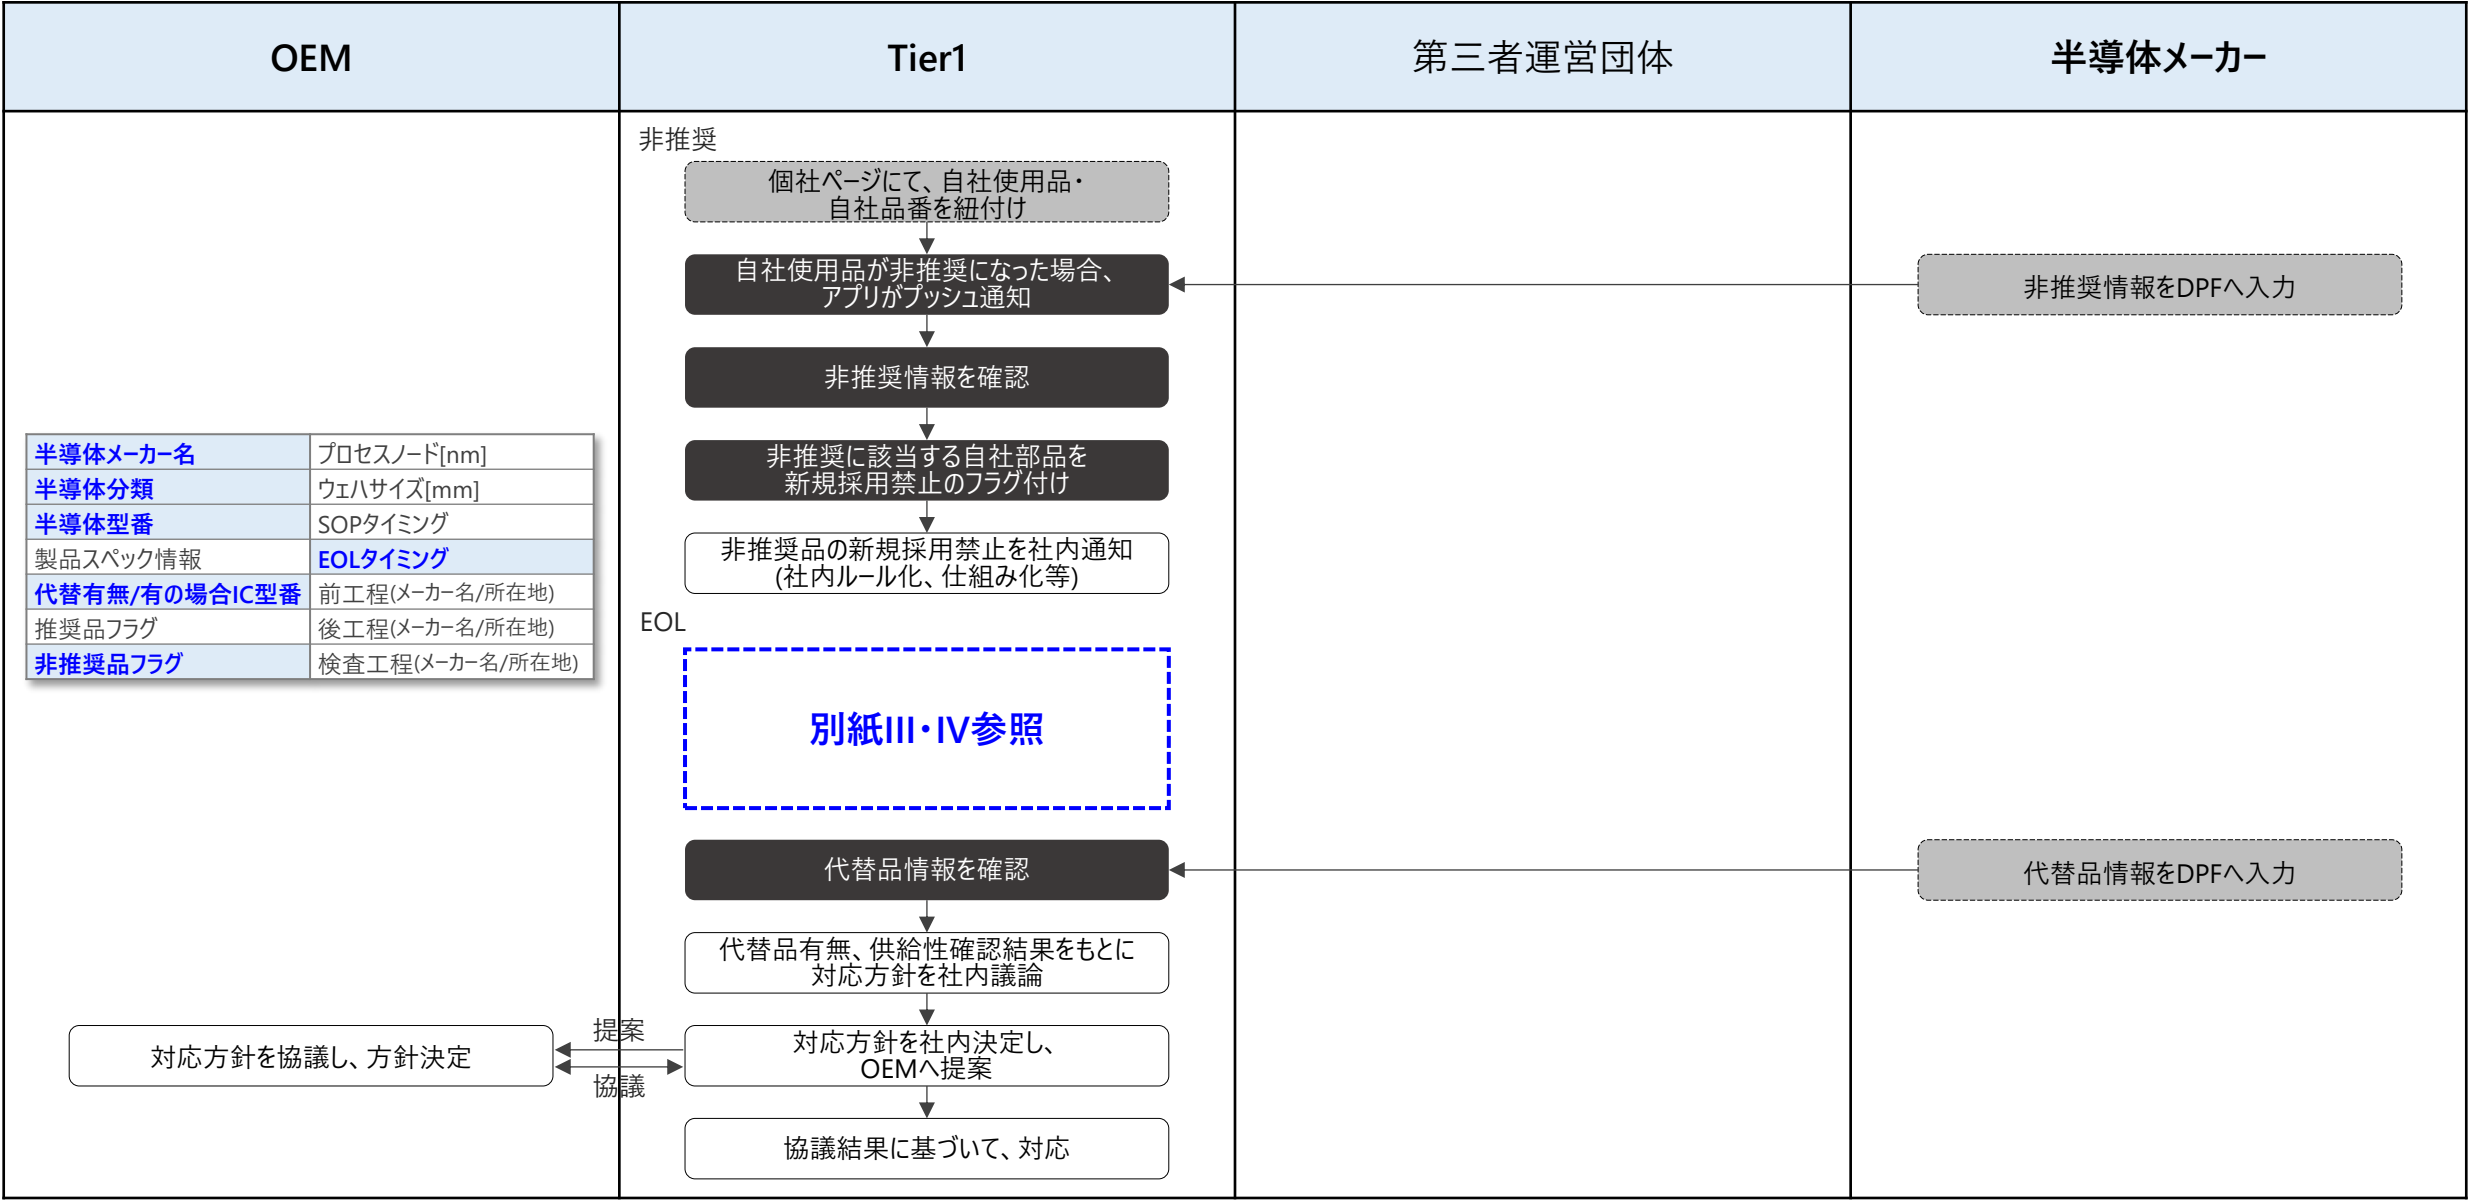 OEM
Tier1
第三者運営団体
半導体メーカー
非推奨
個社ページにて、自社使用品・
自社品番を紐付け
自社使用品が非推奨になった場合、
アプリがプッシュ通知
非推奨情報をDPFへ入力
非推奨情報を確認
非推奨に該当する自社部品を
新規採用禁止のフラグ付け
非推奨品の新規採用禁止を社内通知
(社内ルール化、仕組み化等)
半導体メーカー名 プロセスノード[nm]
半導体分類 ウェハサイズ[mm]
半導体型番 SOPタイミング
製品スペック情報 EOLタイミング
代替有無/有の場合IC型番 前工程(メーカー名/所在地)
推奨品フラグ 後工程(メーカー名/所在地)
非推奨品フラグ 検査工程(メーカー名/所在地)
EOL
別紙III・IV参照
代替品情報を確認
代替品情報をDPFへ入力
代替品有無、供給性確認結果をもとに
対応方針を社内議論
対応方針を協議し、方針決定
提案
協議
対応方針を社内決定し、
OEMへ提案
協議結果に基づいて、対応